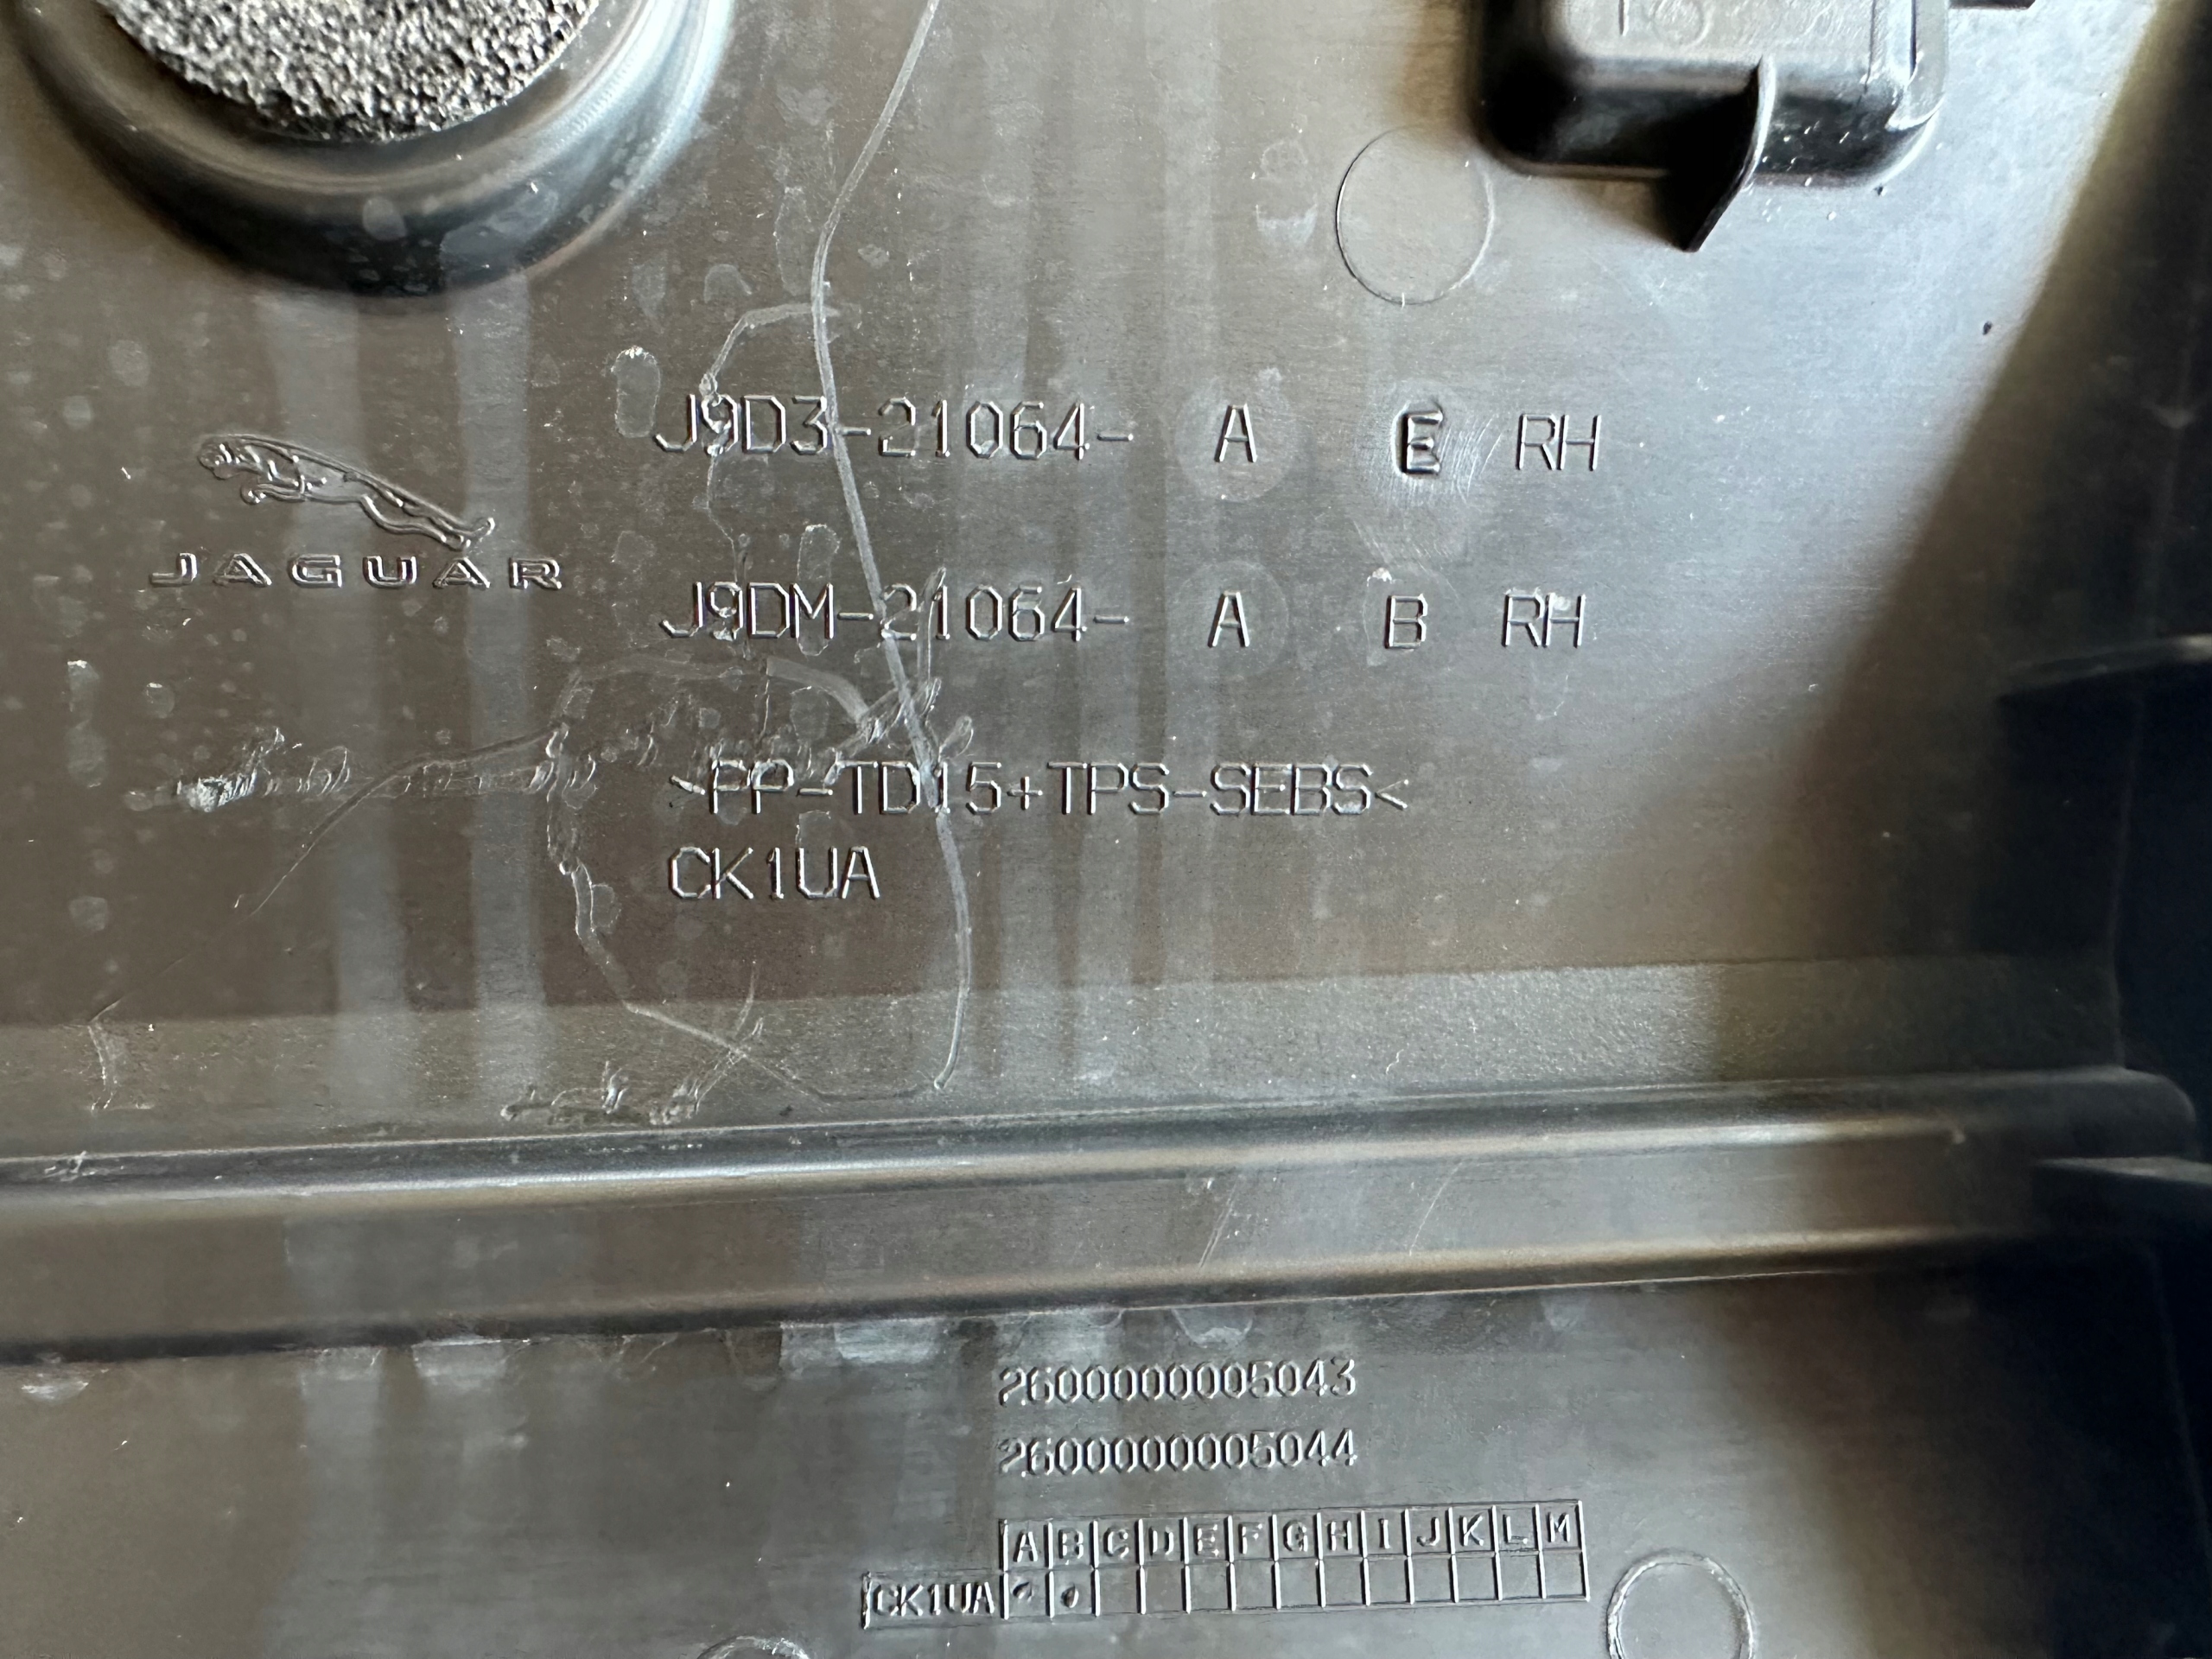 J9D3-21064- A E RH
JAGUAR
J9DM-21064- A B RH
>PP-TD15+TPS-SEBS<
CK1UA
2600000005043
2600000005044
A B C D E F G H I J K L M
CK1UA